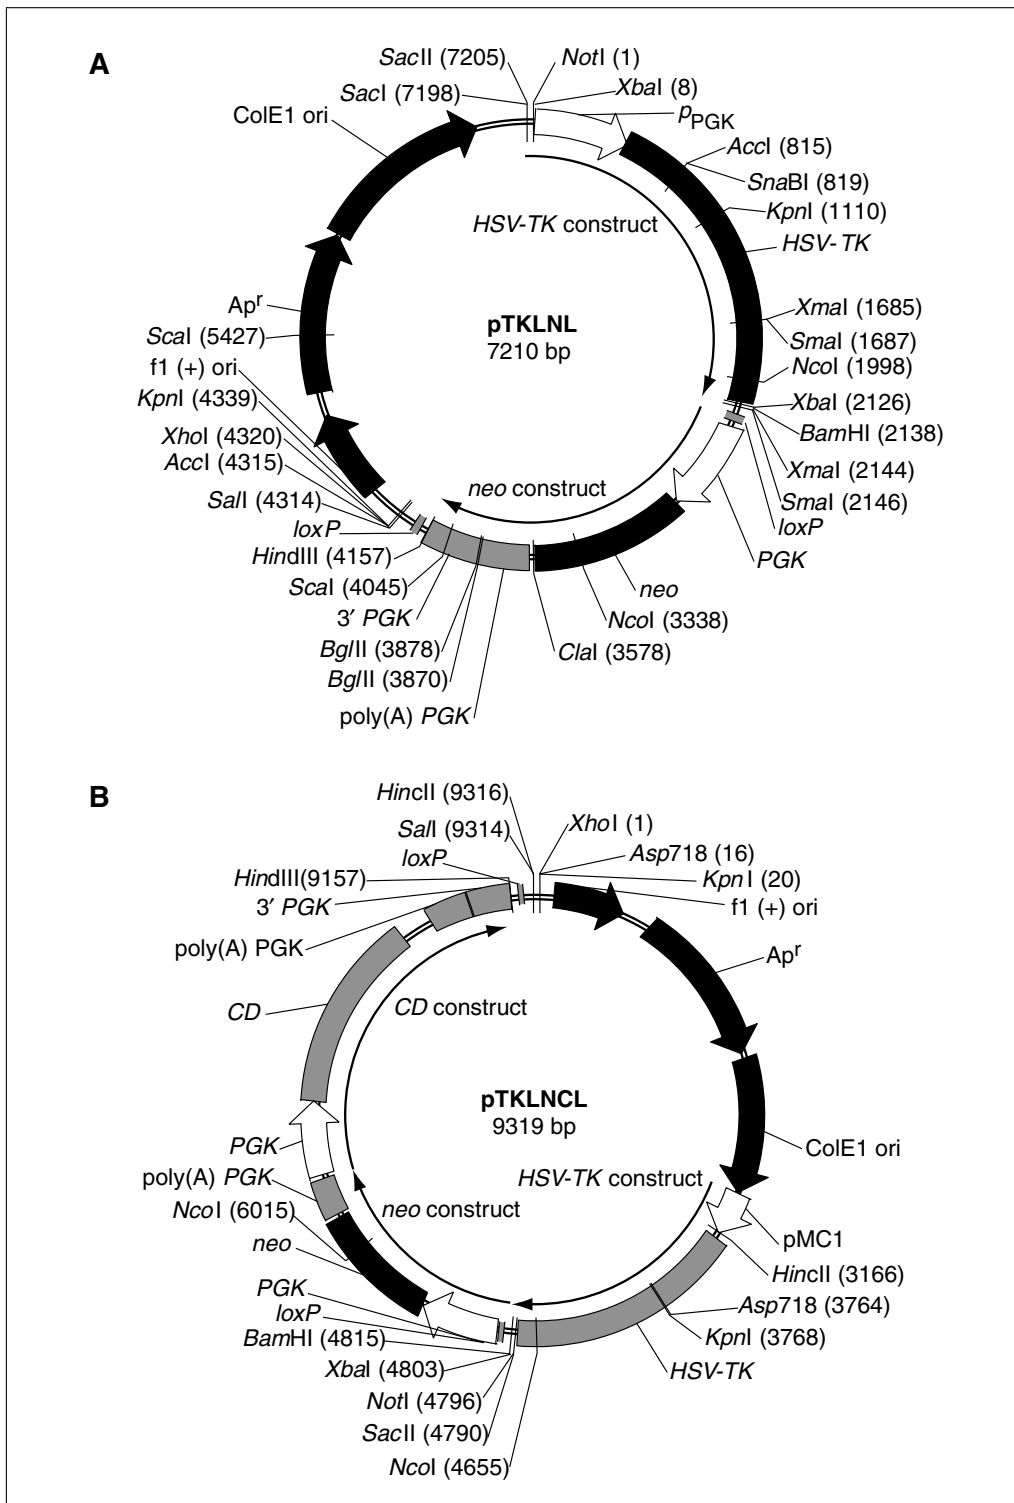 A
SacII (7205)
NotI (1)
SacI (7198)
XbaI (8)
ColE1 ori
pPGK
AccI (815)
SnaBI (819)
KpnI (1110)
HSV-TK construct
HSV-TK
Apr
XmaI (1685)
pTKLNL
ScaI (5427)
SmaI (1687)
7210 bp
f1 (+) ori
NcoI (1998)
KpnI (4339)
XbaI (2126)
XhoI (4320)
BamHI (2138)
AccI (4315)
XmaI (2144)
neo construct
SalI (4314)
SmaI (2146)
loxP
loxP
HindIII (4157)
PGK
ScaI (4045)
neo
3′ PGK
NcoI (3338)
BglII (3878)
ClaI (3578)
BglII (3870)
poly(A) PGK
B
HincII (9316)
SalI (9314)
XhoI (1)
loxP
Asp718 (16)
HindIII(9157)
KpnI (20)
3′ PGK
f1 (+) ori
poly(A) PGK
Apr
CD
CD construct
pTKLNCL
9319 bp
PGK
ColE1 ori
poly(A) PGK
HSV-TK construct
NcoI (6015)
neo construct
neo
pMC1
HincII (3166)
PGK
Asp718 (3764)
loxP
BamHI (4815)
KpnI (3768)
XbaI (4803)
HSV-TK
NotI (4796)
SacII (4790)
NcoI (4655)